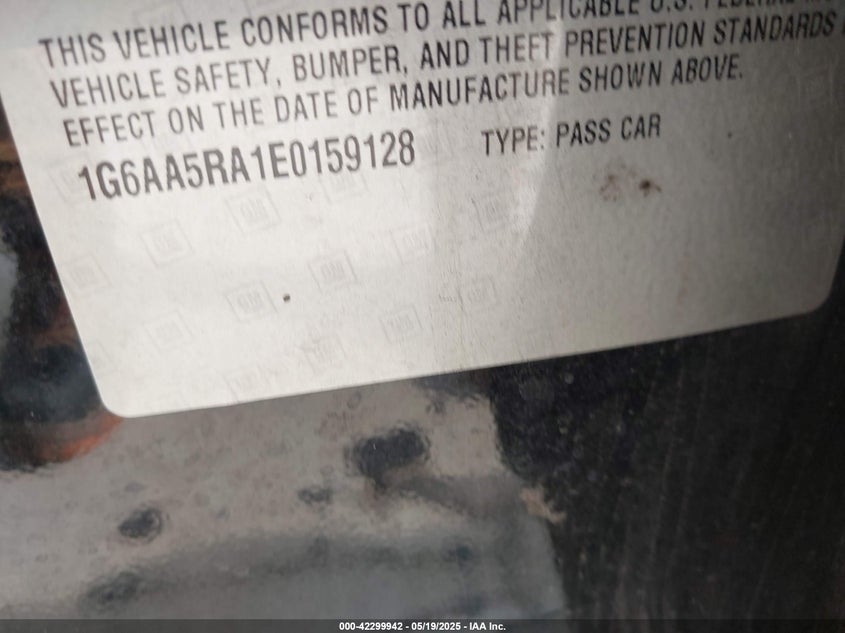 THIS VEHICLE CONFORMS TO ALL APPLICABLE U.S. FEDERAL
VEHICLE SAFETY, BUMPER, AND THEFT PREVENTION STANDARDS
EFFECT ON THE DATE OF MANUFACTURE SHOWN ABOVE.
1G6AA5RA1E0159128 TYPE: PASS CAR
000-42299942 - 05/19/2025 - IAA Inc.